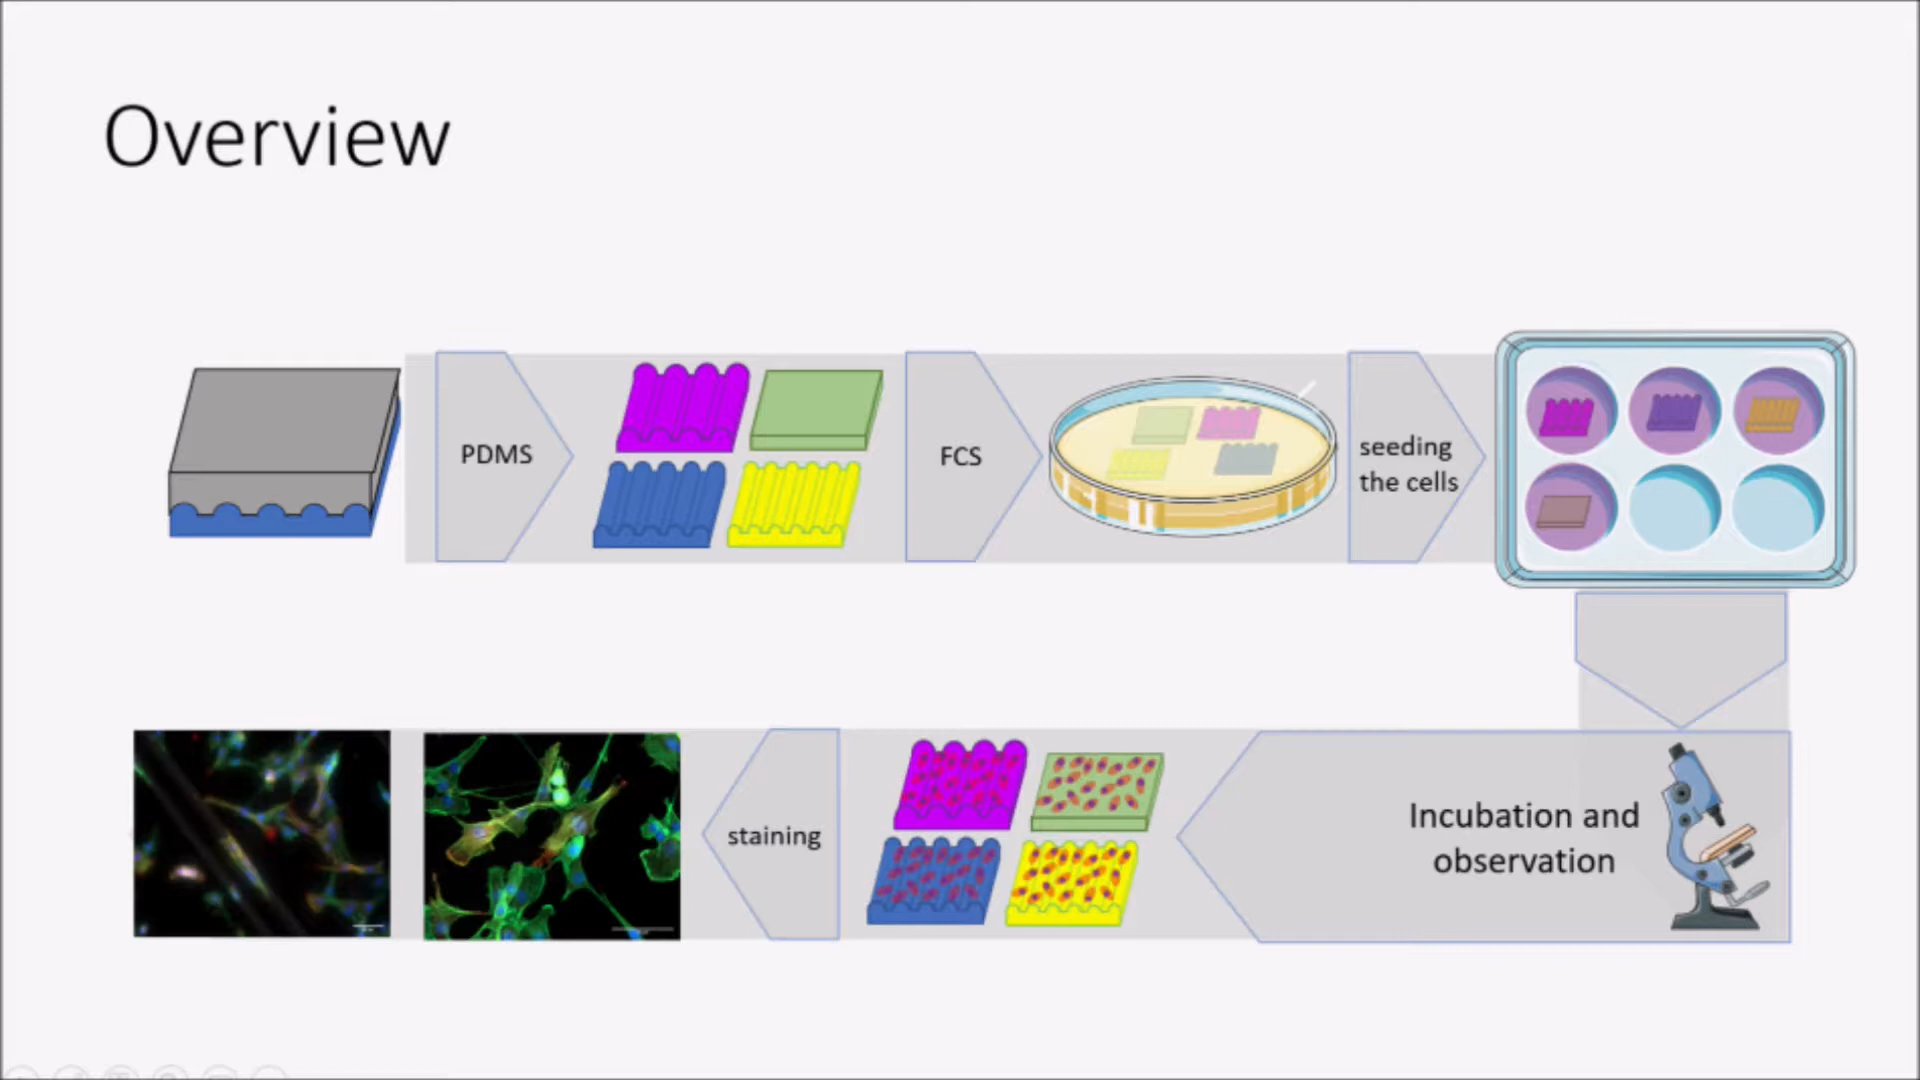 Overview
PDMS
FCS
seeding
the cells
Incubation and
observation
staining